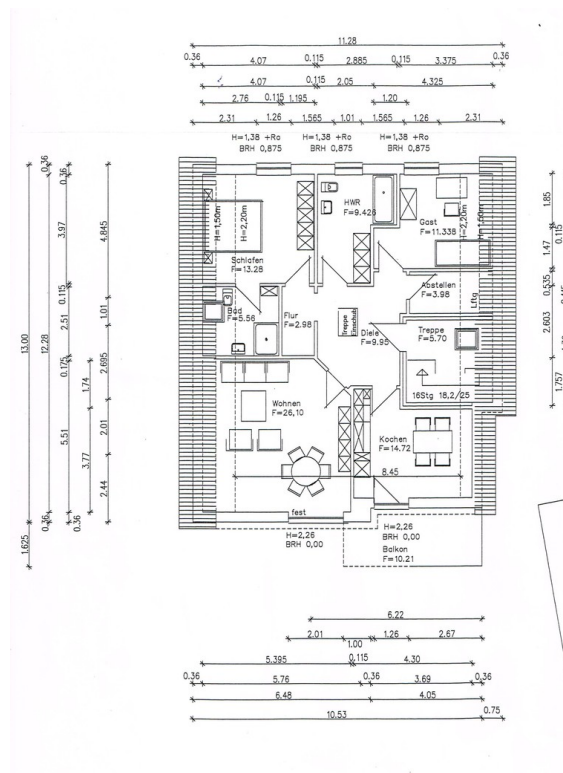 11.28
0.36 4.07 0.115 2.885 0.115 3.375 0.36
4.07 0.115 2.05 4.325
2.76 0.115 1.195 1.20
2.31 1.26 1.565 1.01 1.565 1.26 2.31
H=1,38 +Ro H=1,38 +Ro H=1,38 +Ro
BRH 0,875 BRH 0,875 BRH 0,875
13.00
1.625
0.36
12.28
0.36
0.36
3.97
0.115
2.51
0.175
5.51
0.36
1.74
3.77
4.845
1.01
2.695
2.01
2.44
H=1,50m
H=2,20m
Schlafen
F=13.28
HWR
F=9.426
Gast
F=11.338
H=2,20m
H=1,50m
Abstellen
F=3.98
Lftg
Bad
F=5.56
Flur
F=2.98
Treppe
Einschub
Diele
F=9.95
Treppe
F=5.70
16Stg 18,2/25
Wohnen
F=26,10
Kochen
F=14.72
8.45
fest
H=2,26
BRH 0,00
H=2,26
BRH 0,00
Balkon
F=10.21
1.85
0.115
1.47
0.535
2.603
1.757
6.22
2.01 1.00 1.26 2.67
5.395 0.115 4.30
0.36 5.76 0.36 3.69 0.36
6.48 4.05
10.53 0.75